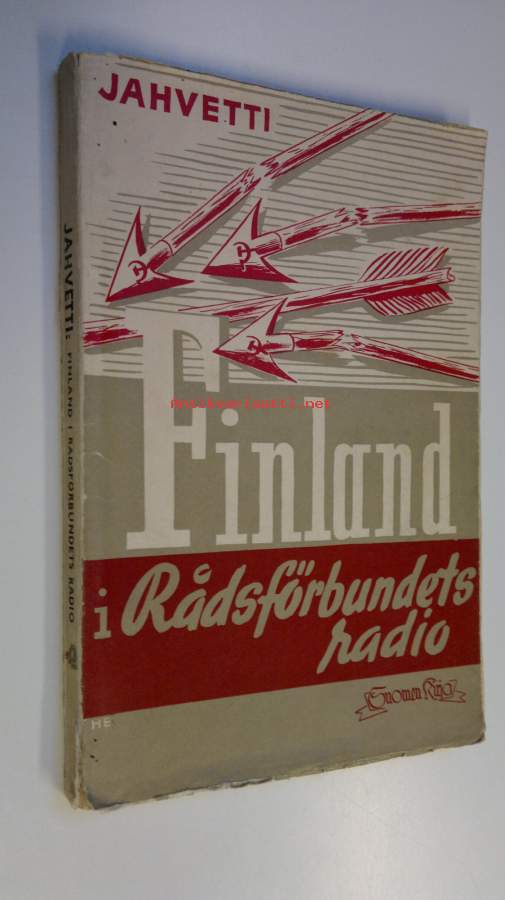 JAHVETTI
Finland
i Rådsförbundets
radio
Suomen Kirja
HE
JAHVETTI: FINLAND I RÅDSFÖRBUNDETS RADIO
Antikvariaatti.net